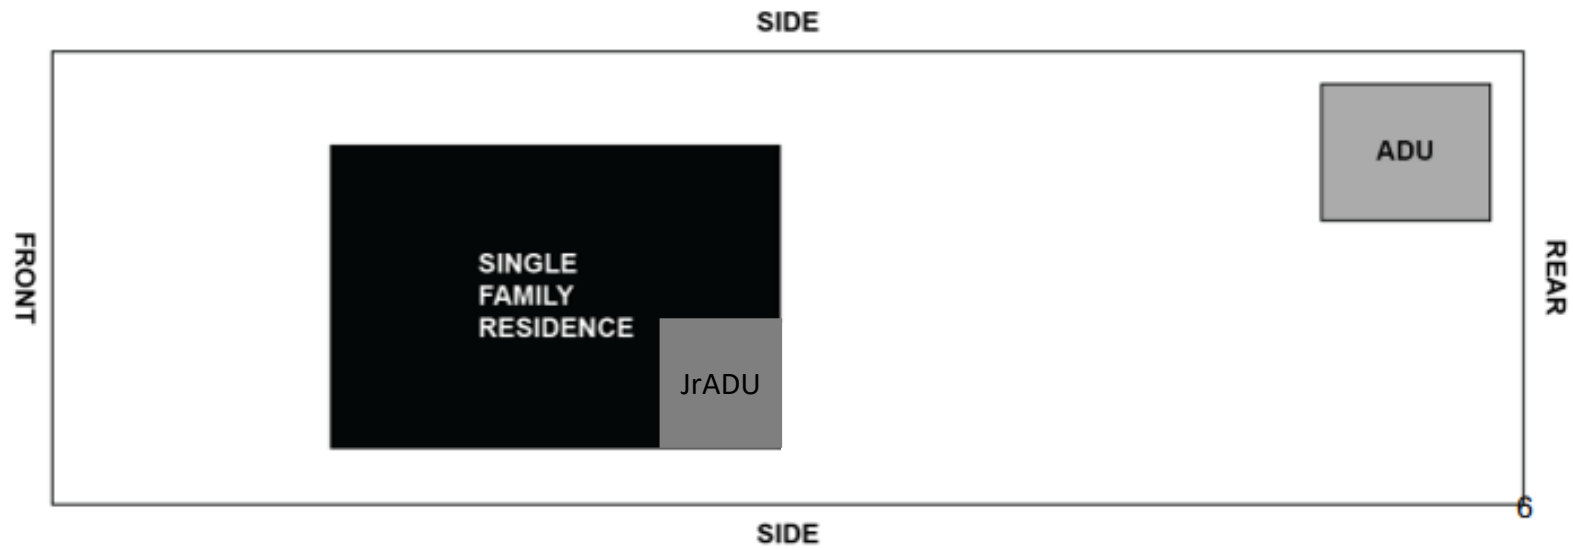 SIDE
ADU
FRONT
REAR
SINGLE
FAMILY
RESIDENCE
JrADU
6
SIDE